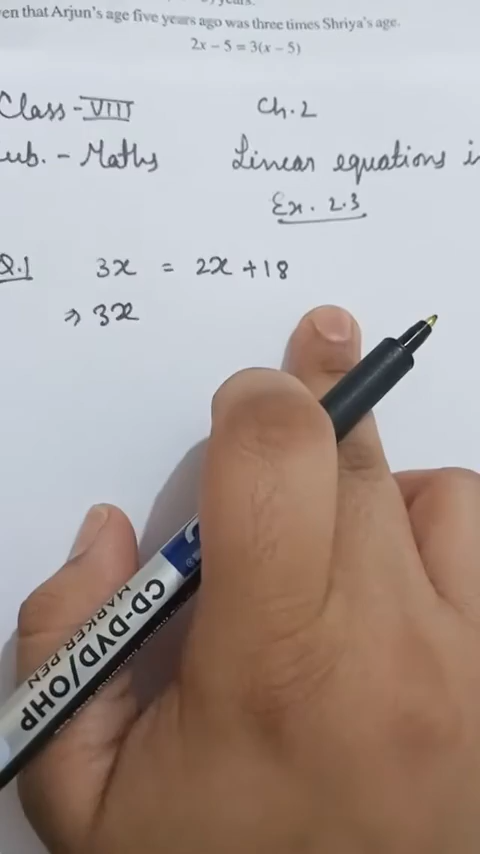 en that Arjun's age five years ago was three times Shriya's age.
2x – 5 = 3(x – 5)
Class - VIII
Ch. 2
ub. - Maths
Linear equations i
Ex. 2.3
Q.1 3x = 2x + 18
⇒ 3x
CD-DVD/OHP
MARKER PEN